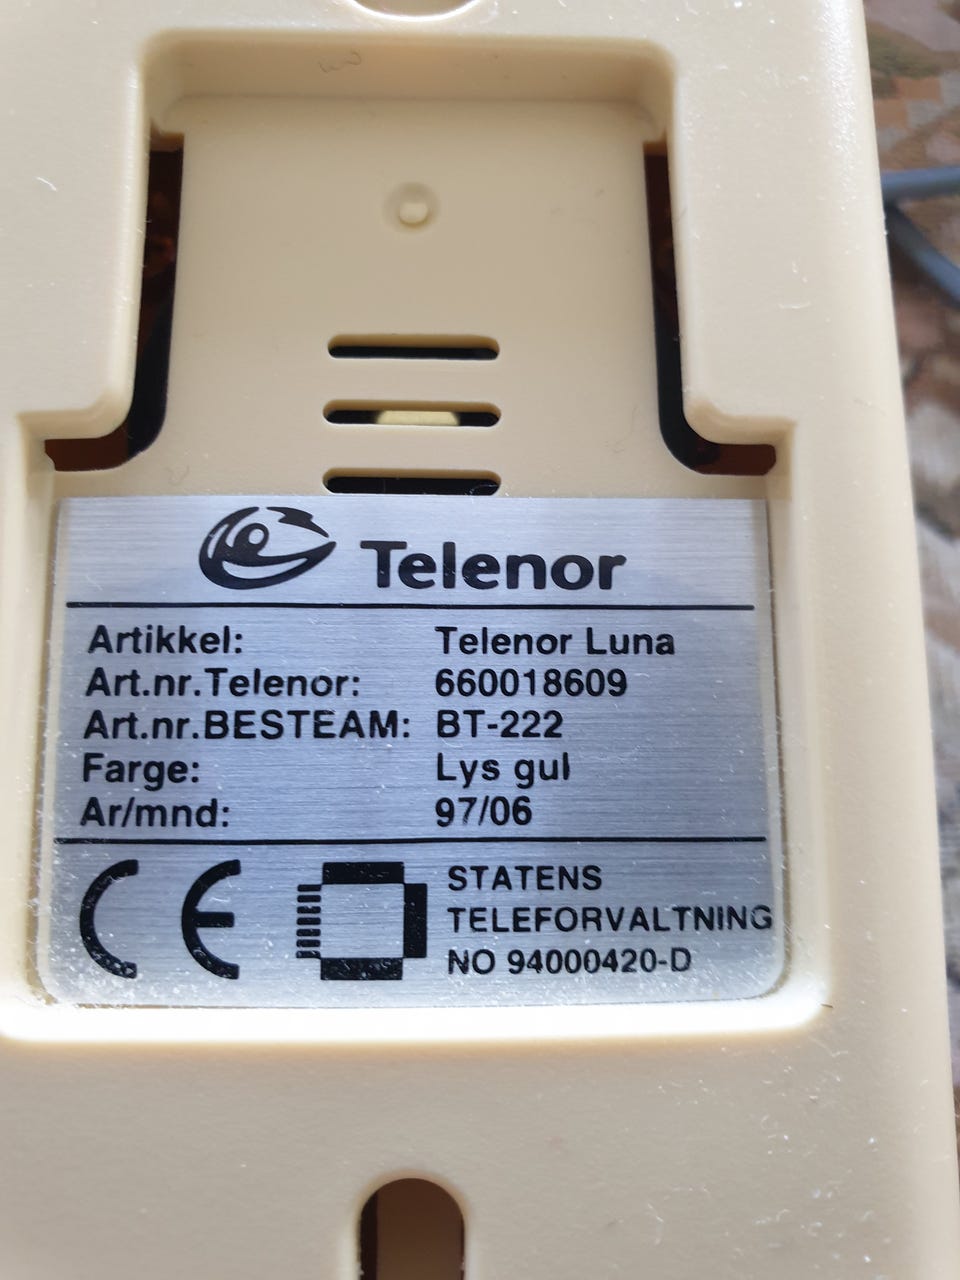 Telenor
Artikkel: Telenor Luna
Art.nr.Telenor: 660018609
Art.nr.BESTEAM: BT-222
Farge: Lys gul
Ar/mnd: 97/06
CE STATENS
TELEFORVALTNING
NO 94000420-D